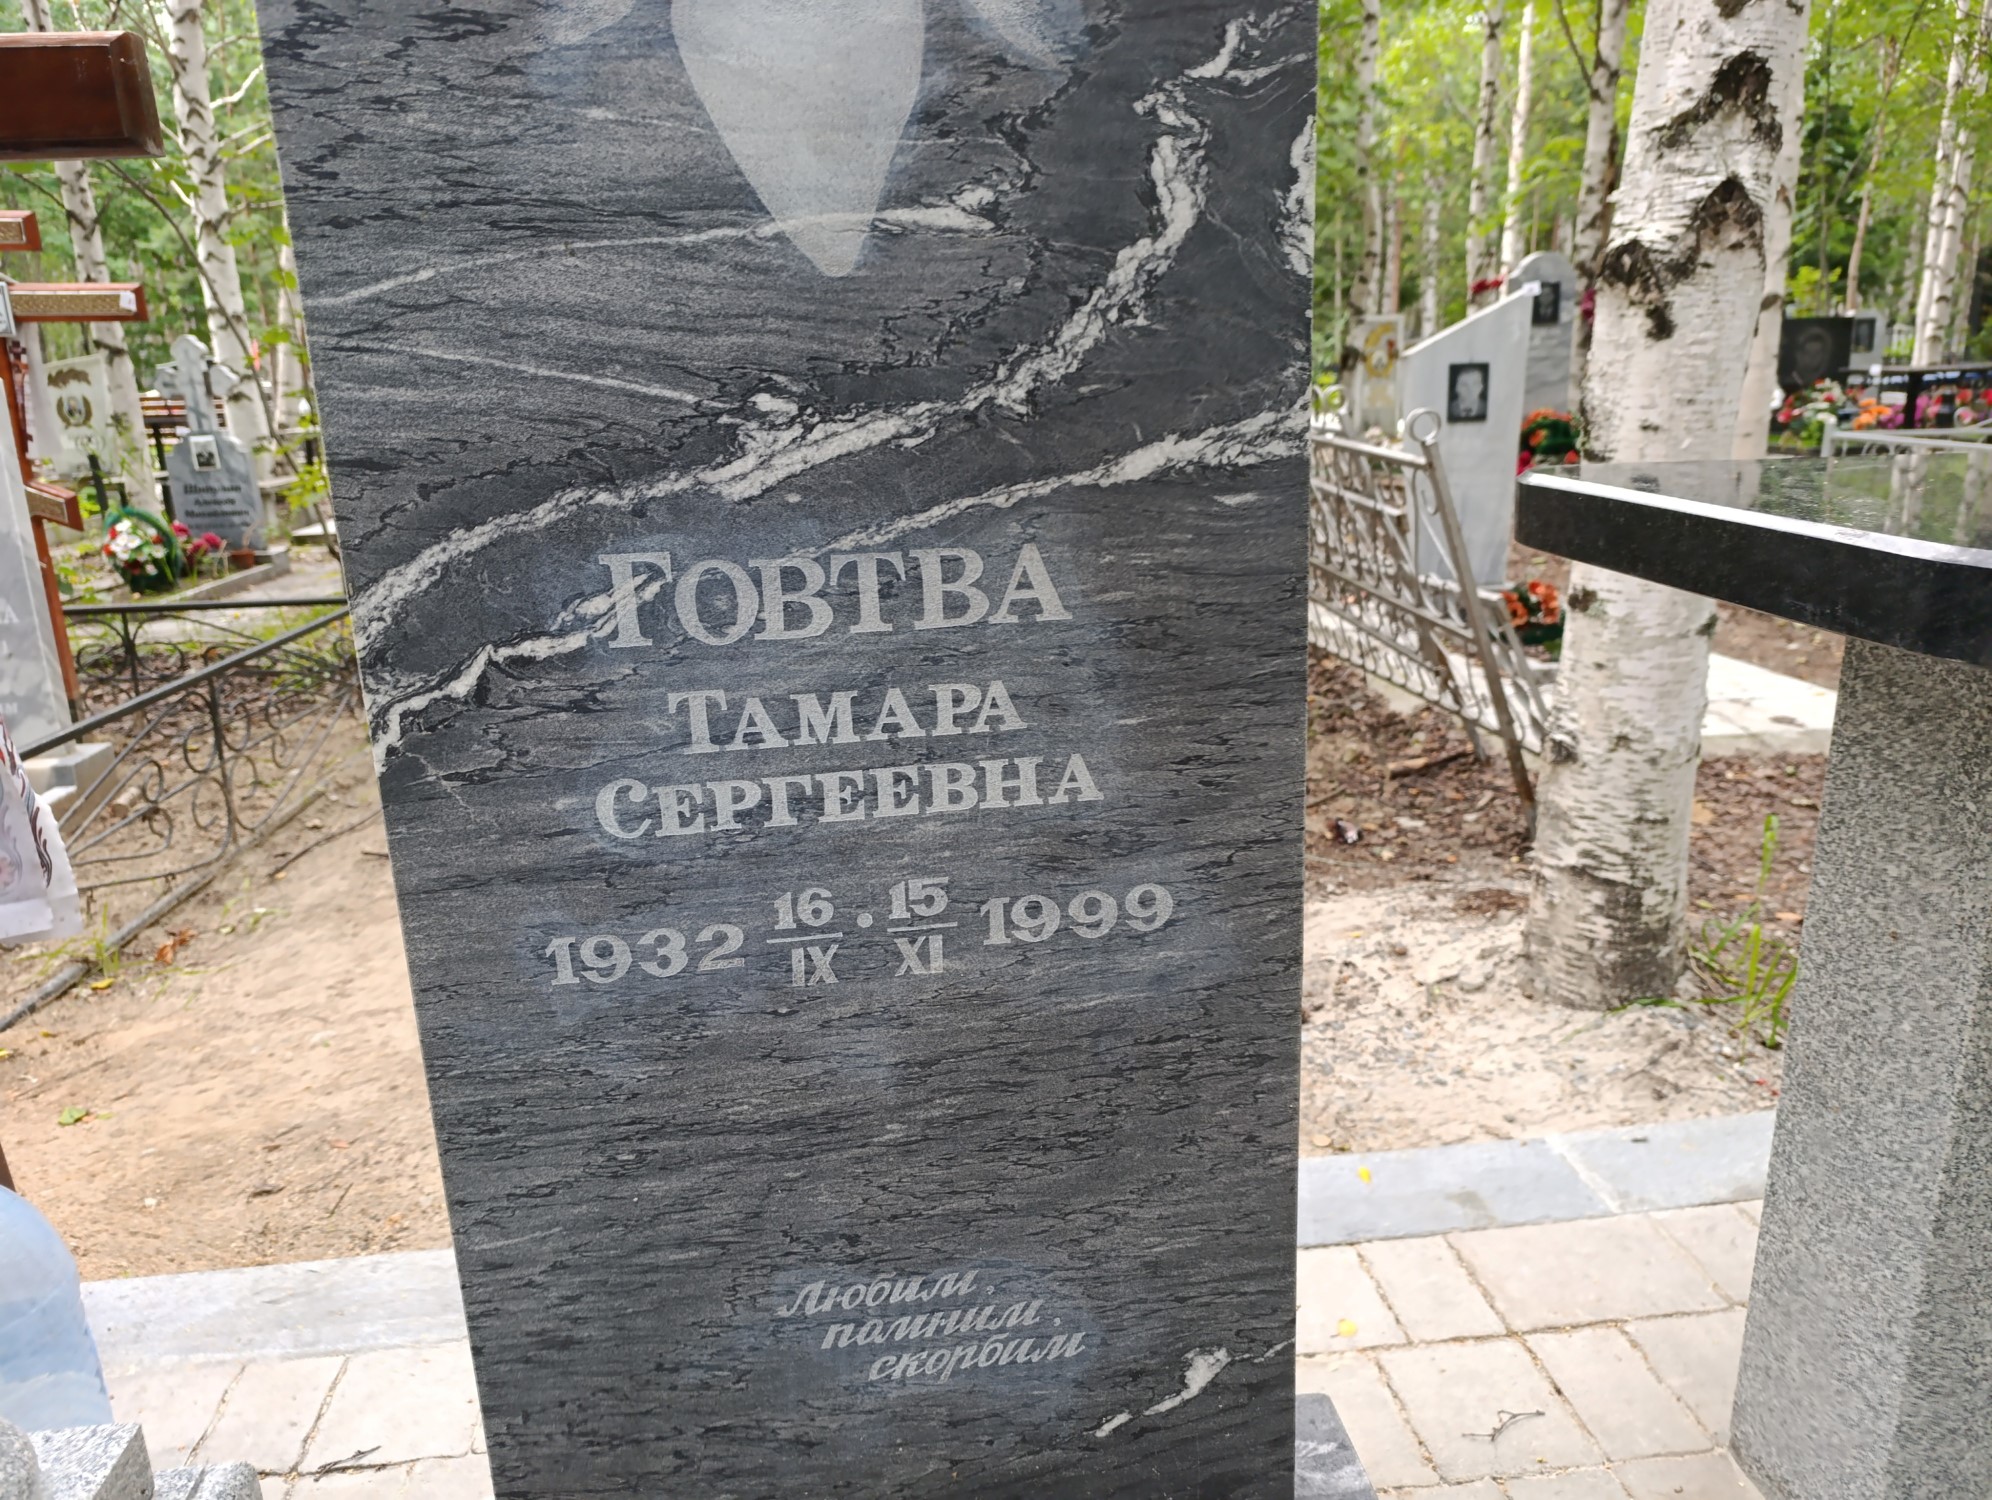 ГОВТВА
ТАМАРА
СЕРГЕЕВНА
1932 16/IX · 15/XI 1999
Любим,
помним,
скорбим